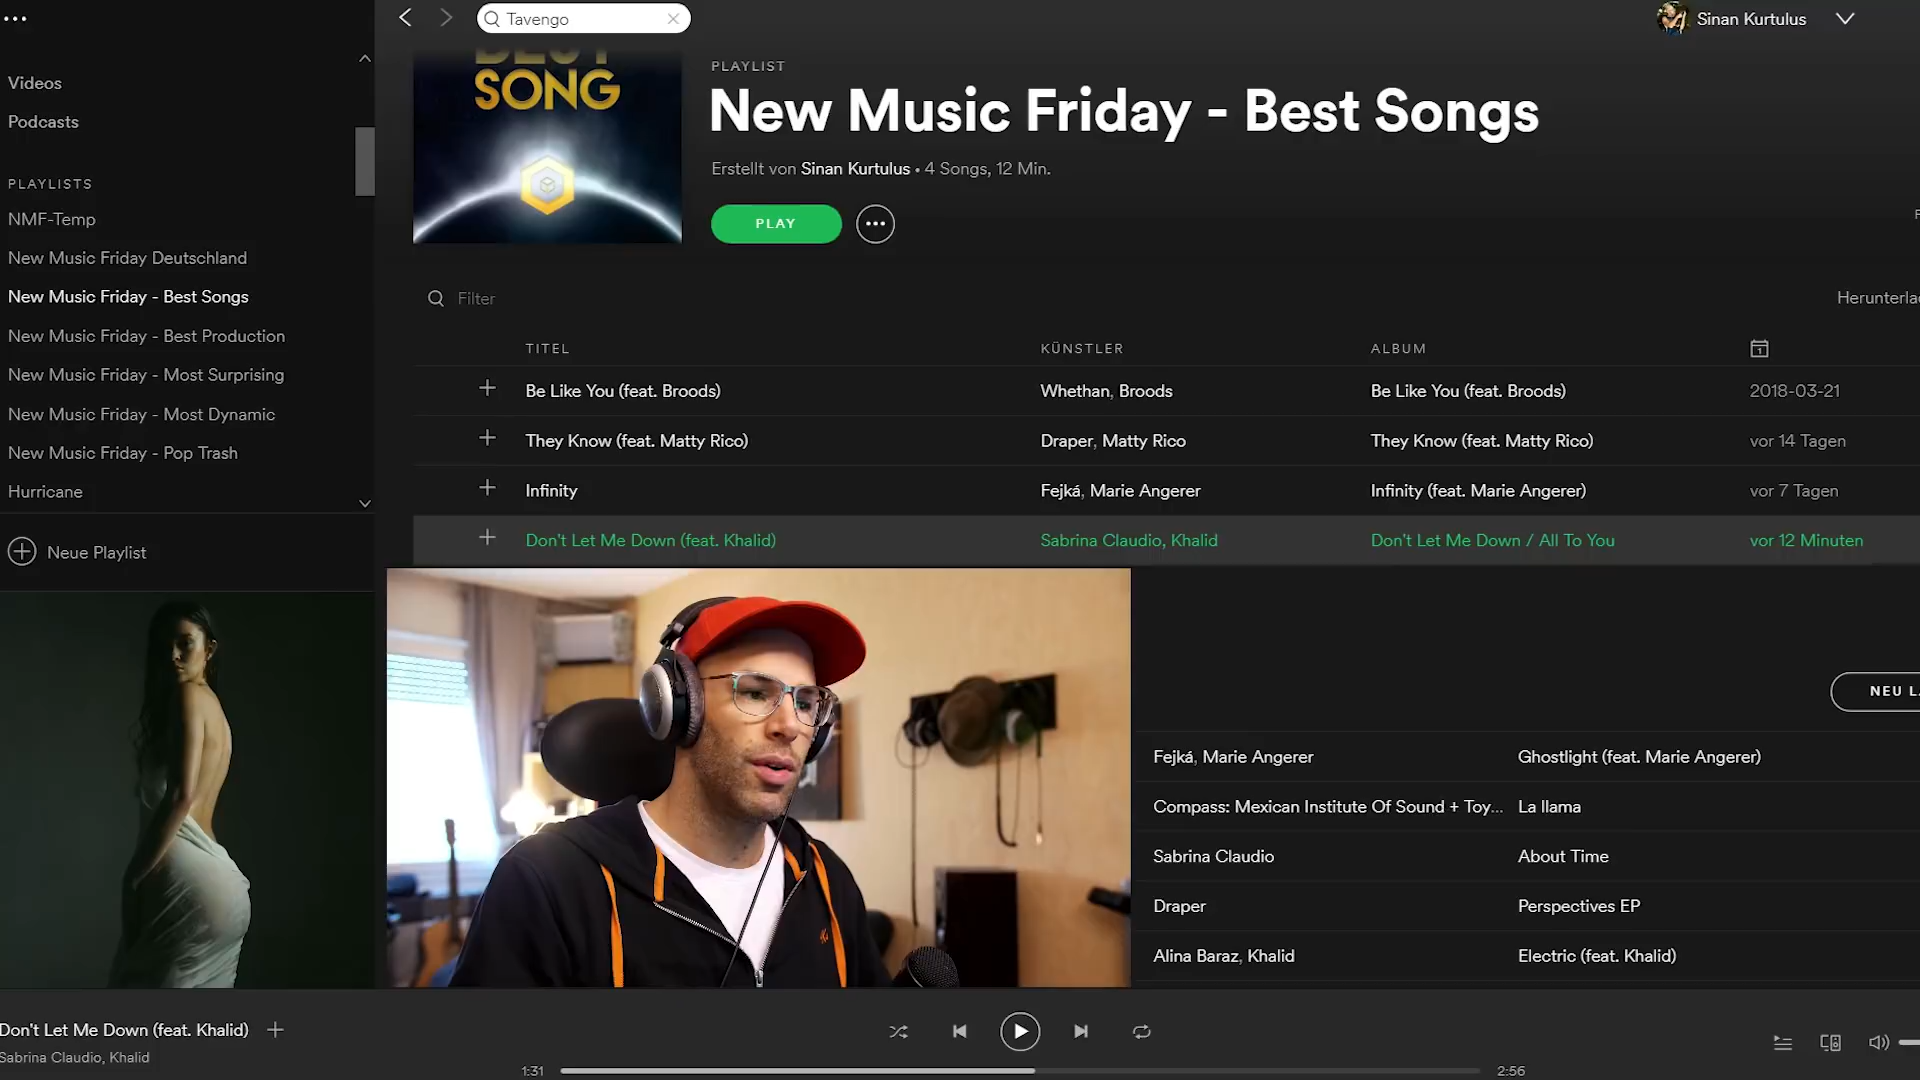 Tavengo
Sinan Kurtulus
Videos
Podcasts
PLAYLISTS
NMF-Temp
New Music Friday Deutschland
New Music Friday - Best Songs
New Music Friday - Best Production
New Music Friday - Most Surprising
New Music Friday - Most Dynamic
New Music Friday - Pop Trash
Hurricane
Neue Playlist
SONG
PLAYLIST
New Music Friday - Best Songs
Erstellt von Sinan Kurtulus • 4 Songs, 12 Min.
PLAY
Filter
Herunterla
TITEL KÜNSTLER ALBUM
Be Like You (feat. Broods) Whethan, Broods Be Like You (feat. Broods) 2018-03-21
They Know (feat. Matty Rico) Draper, Matty Rico They Know (feat. Matty Rico) vor 14 Tagen
Infinity Fejká, Marie Angerer Infinity (feat. Marie Angerer) vor 7 Tagen
Don't Let Me Down (feat. Khalid) Sabrina Claudio, Khalid Don't Let Me Down / All To You vor 12 Minuten
NEU L
Fejká, Marie Angerer Ghostlight (feat. Marie Angerer)
Compass: Mexican Institute Of Sound + Toy... La llama
Sabrina Claudio About Time
Draper Perspectives EP
Alina Baraz, Khalid Electric (feat. Khalid)
Don't Let Me Down (feat. Khalid)
Sabrina Claudio, Khalid
1:31 2:56